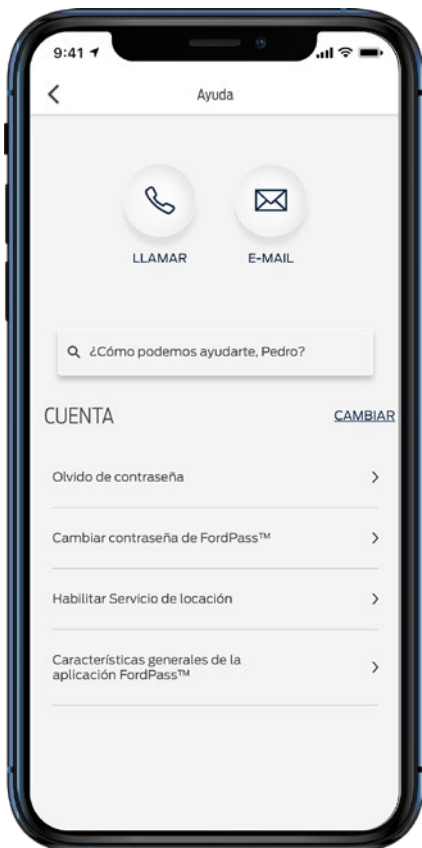 9:41
Ayuda
LLAMAR
E-MAIL
¿Cómo podemos ayudarte, Pedro?
CUENTA
CAMBIAR
Olvido de contraseña
Cambiar contraseña de FordPass™
Habilitar Servicio de locación
Características generales de la
aplicación FordPass™